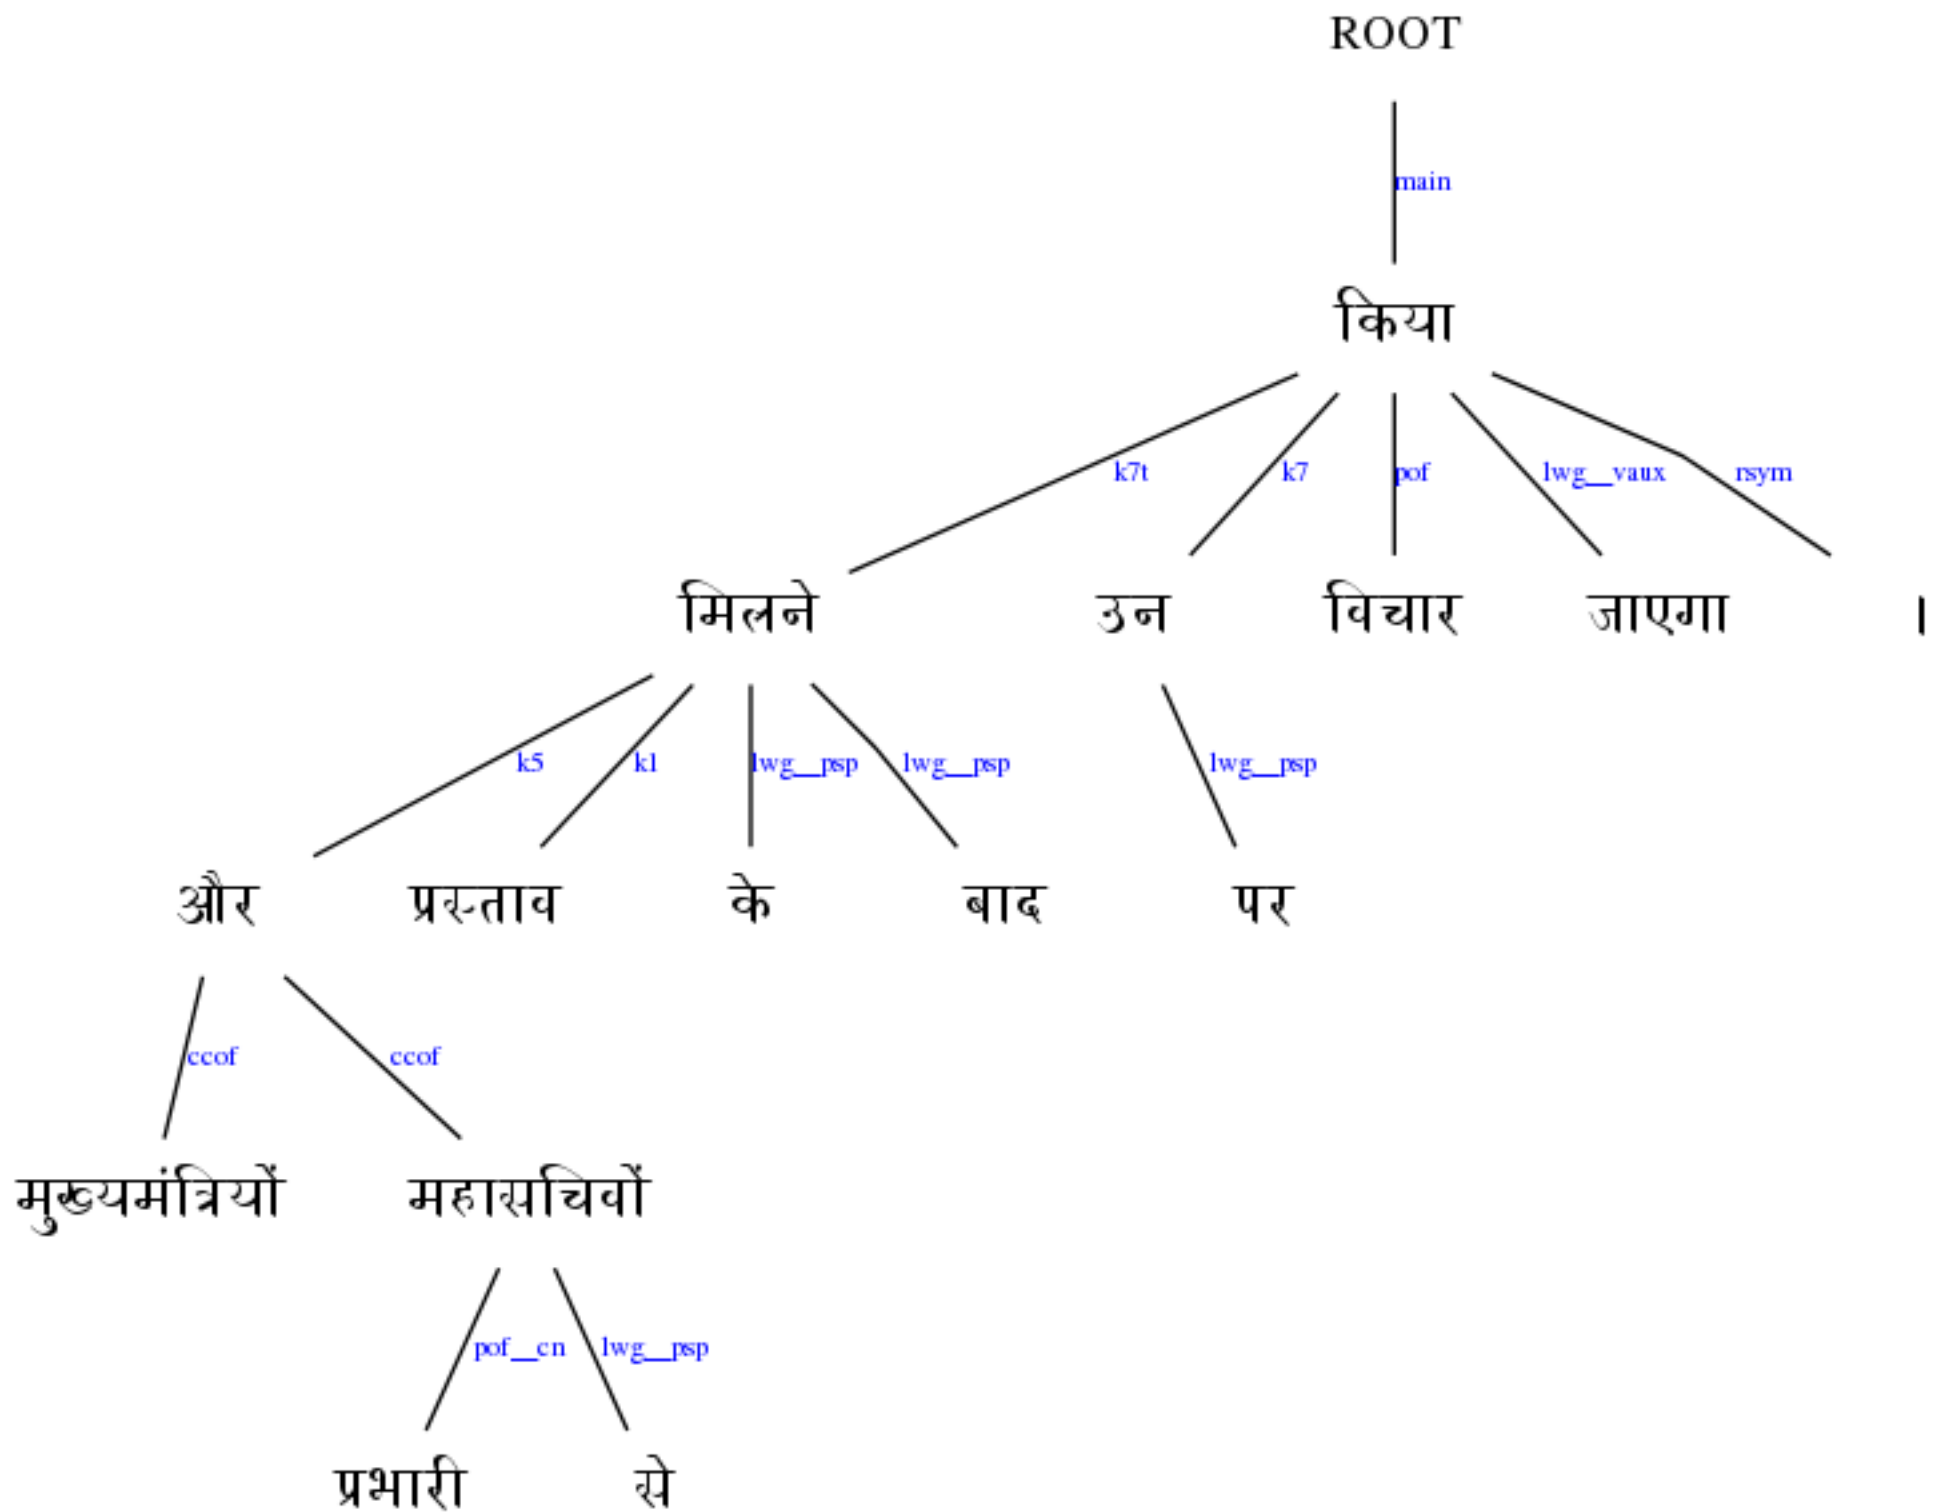 ROOT
main
किया
k7t k7 pof lwg__vaux rsym
मिलने उन विचार जाएगा ।
k5 k1 lwg__psp lwg__psp lwg__psp
और प्रस्ताव के बाद पर
ccof ccof
मुख्यमंत्रियों महासचिवों
pof__cn lwg__psp
प्रभारी से